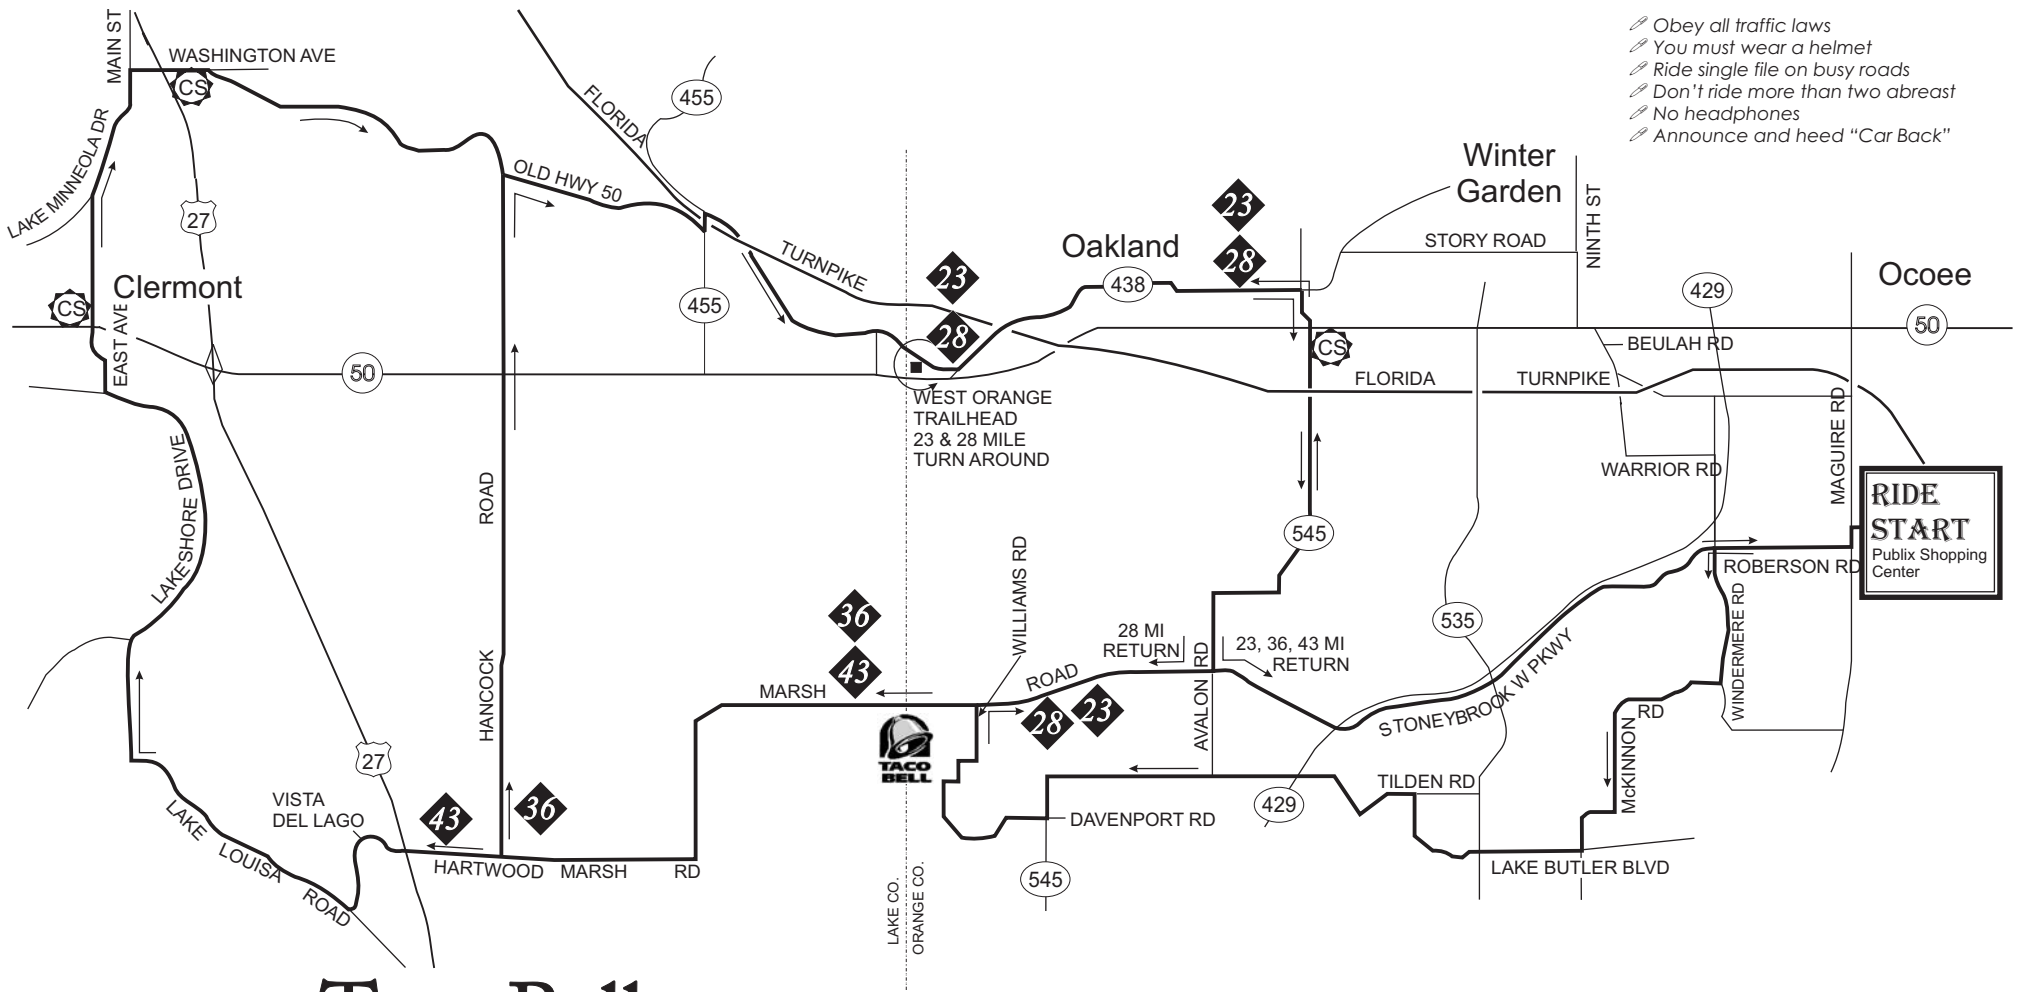 Obey all traffic laws
You must wear a helmet
Ride single file on busy roads
Don't ride more than two abreast
No headphones
Announce and heed “Car Back”
MAIN ST
WASHINGTON AVE
CS
LAKE MINNEOLA DR
27
FLORIDA
455
OLD HWY 50
TURNPIKE
455
Winter
Garden
STORY ROAD
NINTH ST
Oakland
438
23
28
23
28
429
Ocoee
50
Clermont
CS
EAST AVE
50
CS
BEULAH RD
FLORIDA
TURNPIKE
WEST ORANGE
TRAILHEAD
23 & 28 MILE
TURN AROUND
MAGUIRE RD
WARRIOR RD
RIDE
START
Publix Shopping
Center
LAKESHORE DRIVE
ROAD
HANCOCK
545
ROBERSON RD
WILLIAMS RD
535
WINDERMERE RD
36
43
28 MI
RETURN
23, 36, 43 MI
RETURN
MARSH
ROAD
28
23
AVALON RD
STONEYBROOK W PKWY
RD
McKINNON
TACO
BELL
27
VISTA
DEL LAGO
43
36
TILDEN RD
429
DAVENPORT RD
LAKE LOUISA ROAD
HARTWOOD MARSH RD
LAKE BUTLER BLVD
545
LAKE CO.
ORANGE CO.